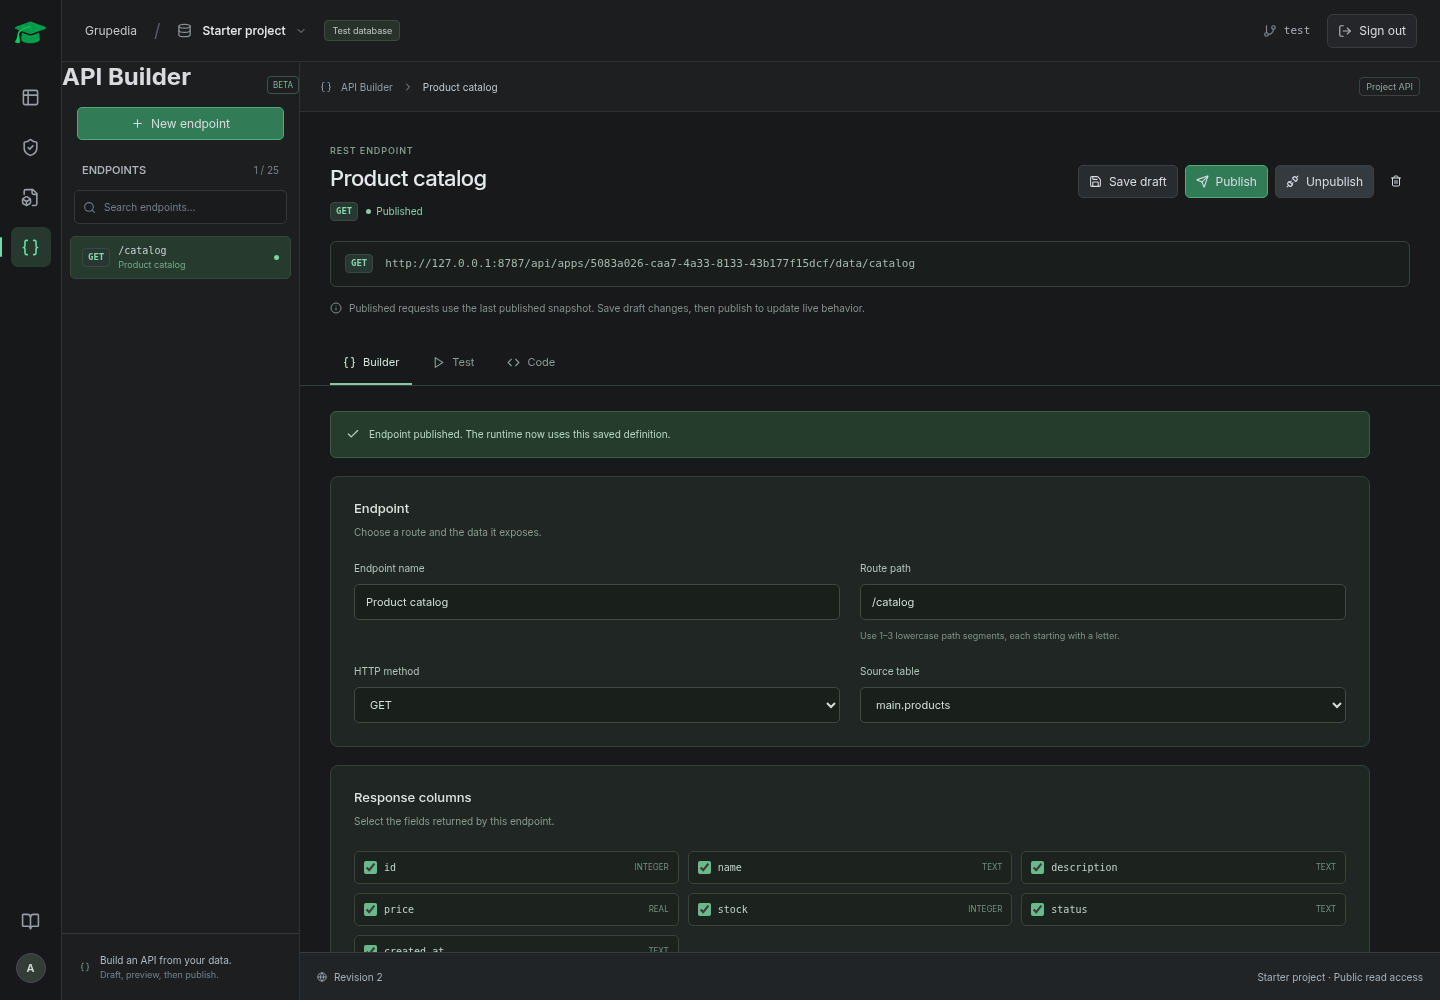 Grupedia / Starter project
Test database
test
Sign out
API Builder
BETA
New endpoint
ENDPOINTS
1 / 25
Search endpoints...
GET
/catalog
Product catalog
Build an API from your data.
Draft, preview, then publish.
A
{} API Builder > Product catalog
Project API
REST ENDPOINT
Product catalog
Save draft
Publish
Unpublish
GET
Published
GET http://127.0.0.1:8787/api/apps/5083a026-caa7-4a33-8133-43b177f15dcf/data/catalog
Published requests use the last published snapshot. Save draft changes, then publish to update live behavior.
{} Builder
Test
Code
Endpoint published. The runtime now uses this saved definition.
Endpoint
Choose a route and the data it exposes.
Endpoint name
Route path
Product catalog
/catalog
Use 1–3 lowercase path segments, each starting with a letter.
HTTP method
Source table
GET
main.products
Response columns
Select the fields returned by this endpoint.
id INTEGER
name TEXT
description TEXT
price REAL
stock INTEGER
status TEXT
created_at TEXT
Revision 2
Starter project · Public read access